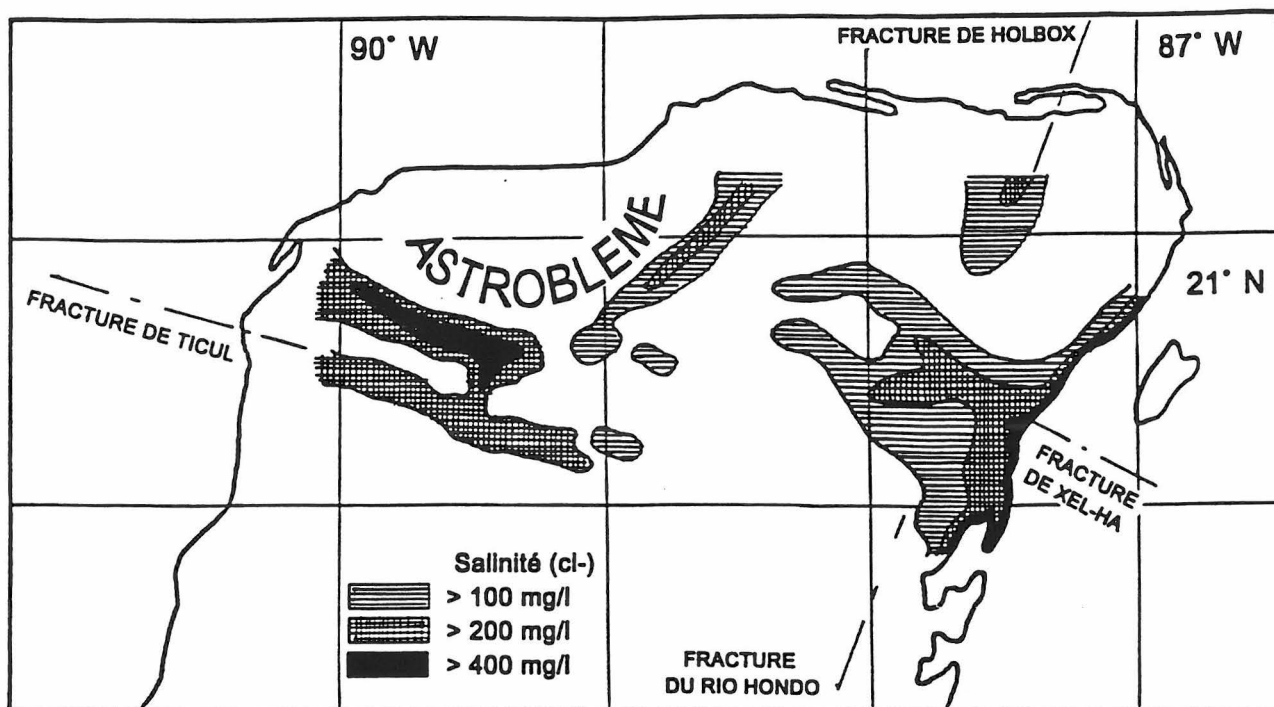 90° W
FRACTURE DE HOLBOX
87° W
ASTROBLEME
21° N
FRACTURE DE TICUL
FRACTURE
DE XEL-HA
Salinité (cl-)
> 100 mg/l
> 200 mg/l
> 400 mg/l
FRACTURE
DU RIO HONDO